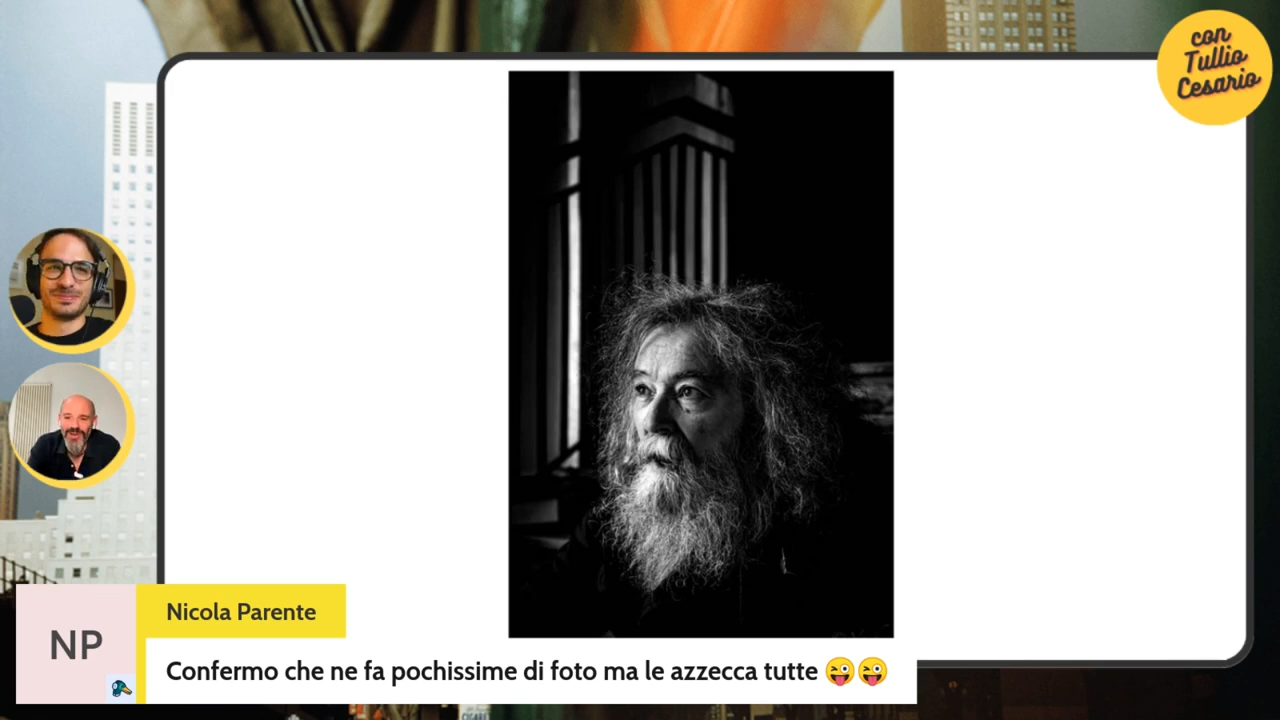 con
Tullio
Cesario
Nicola Parente
NP
Confermo che ne fa pochissime di foto ma le azzecca tutte 😜😜